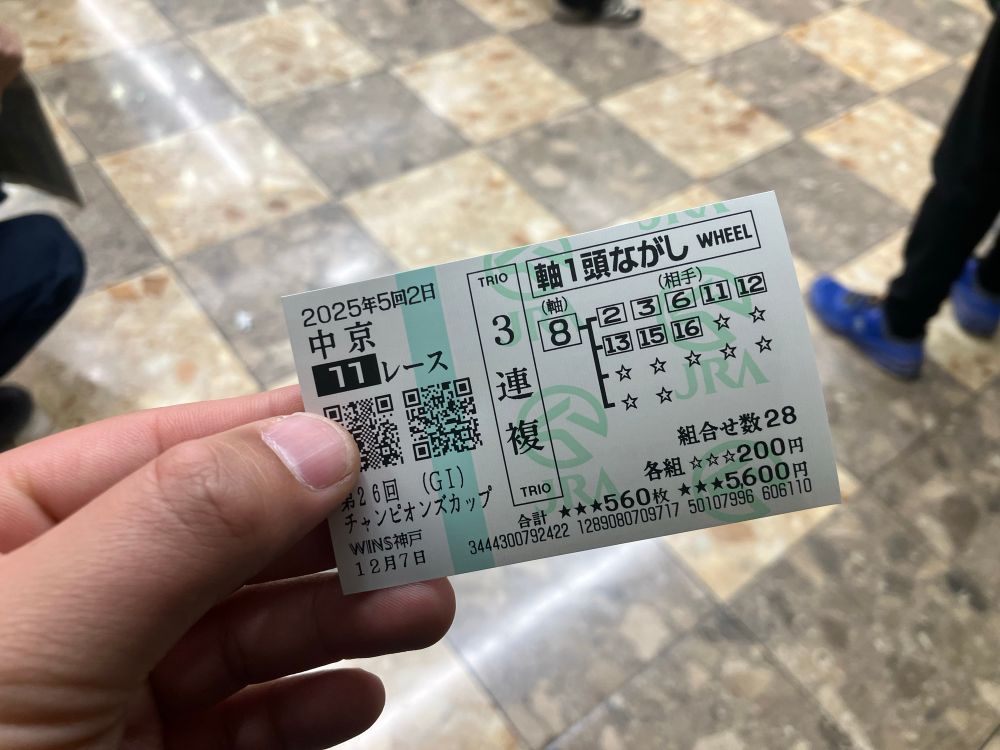 2025年5回2日
中京
11レース
第26回 (GI)
チャンピオンズカップ
WINS神戸
12月7日
TRIO
3連複
TRIO
軸1頭ながし WHEEL
(軸) (相手)
8 2 3 6 11 12
13 15 16 ☆ ☆
☆ ☆ ☆ ☆ ☆
☆ ☆
組合せ数 28
各組 ☆☆☆200円
合計 ★★★560枚 ★★★5,600円
3444300792422 1289080709717 50107996 606110
JRA
JRA
JRA